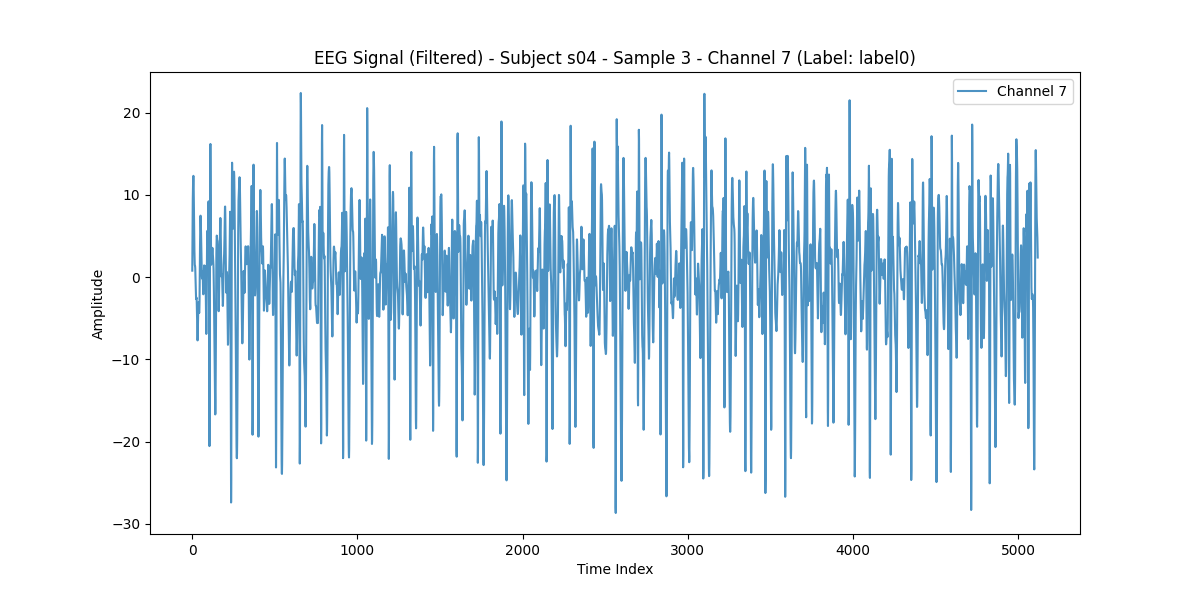 EEG Signal (Filtered) - Subject s04 - Sample 3 - Channel 7 (Label: label0)
Channel 7
20
10
0
−10
−20
−30
Amplitude
0 1000 2000 3000 4000 5000
Time Index